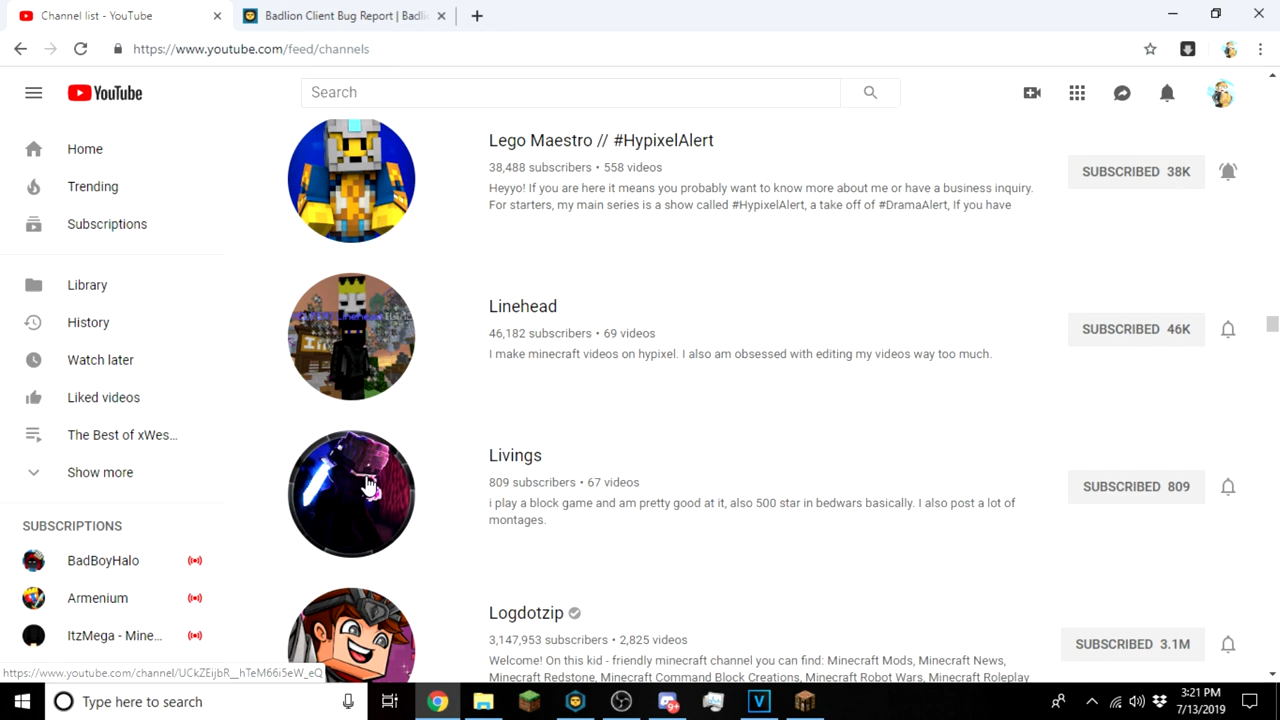 Channel list - YouTube
Badlion Client Bug Report | Badli
https://www.youtube.com/feed/channels
YouTube
Search
Home
Trending
Subscriptions
Library
History
Watch later
Liked videos
The Best of xWes...
Show more
SUBSCRIPTIONS
BadBoyHalo
Armenium
ItzMega - Mine...
Lego Maestro // #HypixelAlert
38,488 subscribers • 558 videos
Heyyo! If you are here it means you probably want to know more about me or have a business inquiry.
For starters, my main series is a show called #HypixelAlert, a take off of #DramaAlert, If you have
SUBSCRIBED 38K
Linehead
46,182 subscribers • 69 videos
I make minecraft videos on hypixel. I also am obsessed with editing my videos way too much.
SUBSCRIBED 46K
Livings
809 subscribers • 67 videos
i play a block game and am pretty good at it, also 500 star in bedwars basically. I also post a lot of
montages.
SUBSCRIBED 809
Logdotzip
3,147,953 subscribers • 2,825 videos
Welcome! On this kid - friendly minecraft channel you can find: Minecraft Mods, Minecraft News,
Minecraft Redstone, Minecraft Command Block Creations, Minecraft Robot Wars, Minecraft Roleplay
SUBSCRIBED 3.1M
https://www.youtube.com/channel/UCkZEijbR__hTeM66i5eW_eQ
Type here to search
3:21 PM
7/13/2019